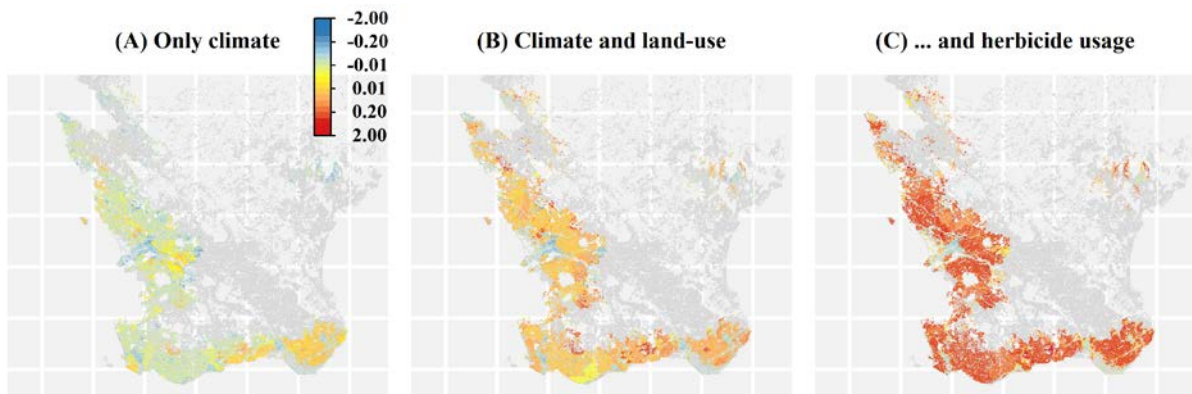 (A) Only climate
-2.00
-0.20
-0.01
0.01
0.20
2.00
(B) Climate and land-use
(C) ... and herbicide usage